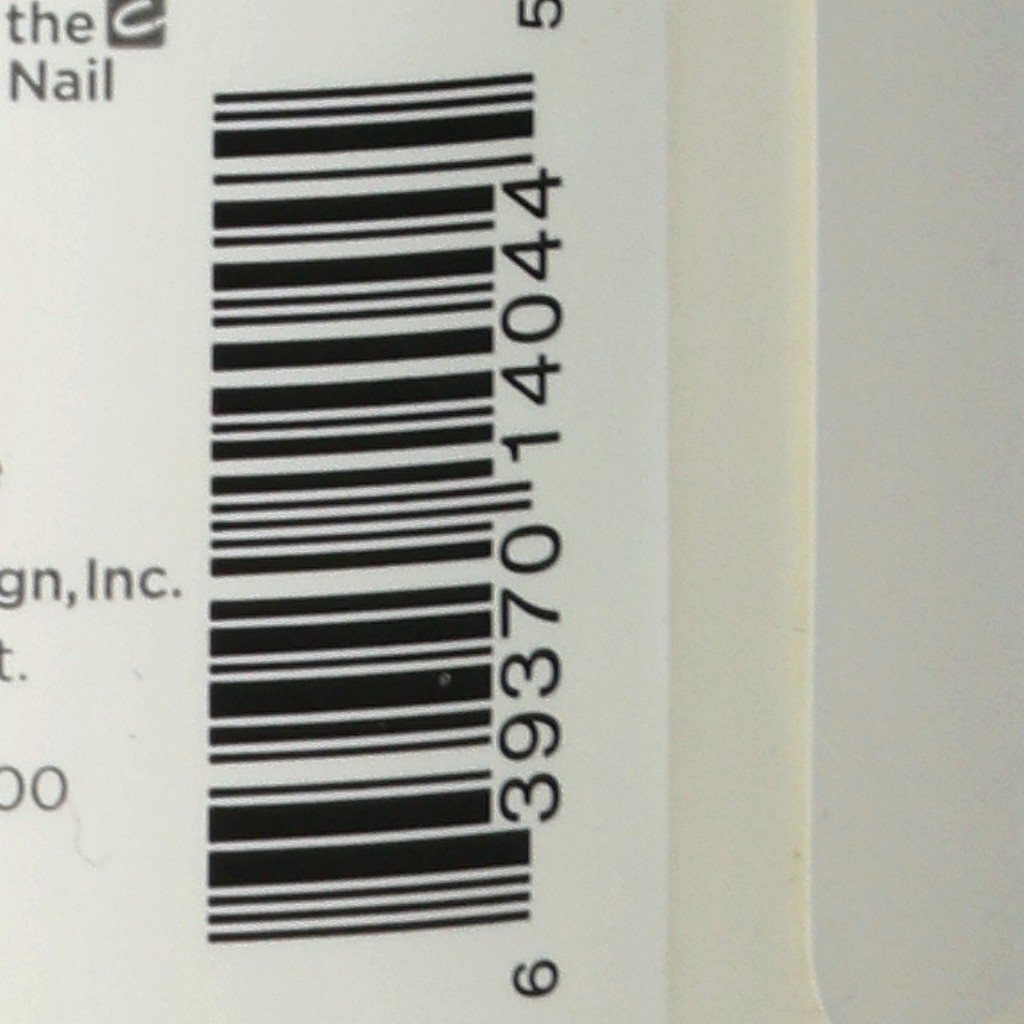 the
Nail
gn, Inc.
t.
00
6 39370 14044 5